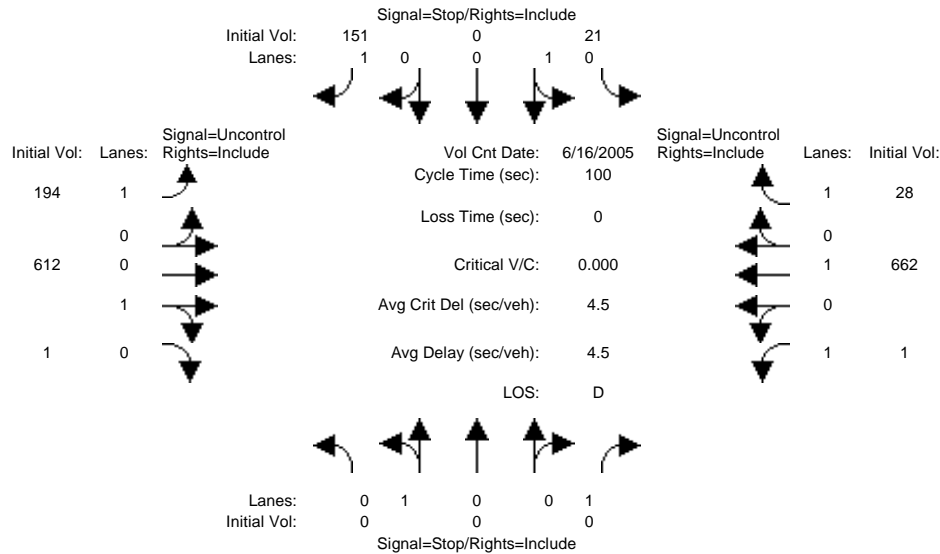 Signal=Stop/Rights=Include
Initial Vol: 151 0 21
Lanes: 1 0 0 1 0
Signal=Uncontrol
Initial Vol: Lanes: Rights=Include
Vol Cnt Date: 6/16/2005
Signal=Uncontrol
Rights=Include Lanes: Initial Vol:
Cycle Time (sec): 100
194 1
1 28
Loss Time (sec): 0
0
0
612 0
Critical V/C: 0.000
1 662
1
Avg Crit Del (sec/veh): 4.5
0
1 0
Avg Delay (sec/veh): 4.5
1 1
LOS: D
Lanes: 0 1 0 0 1
Initial Vol: 0 0 0
Signal=Stop/Rights=Include